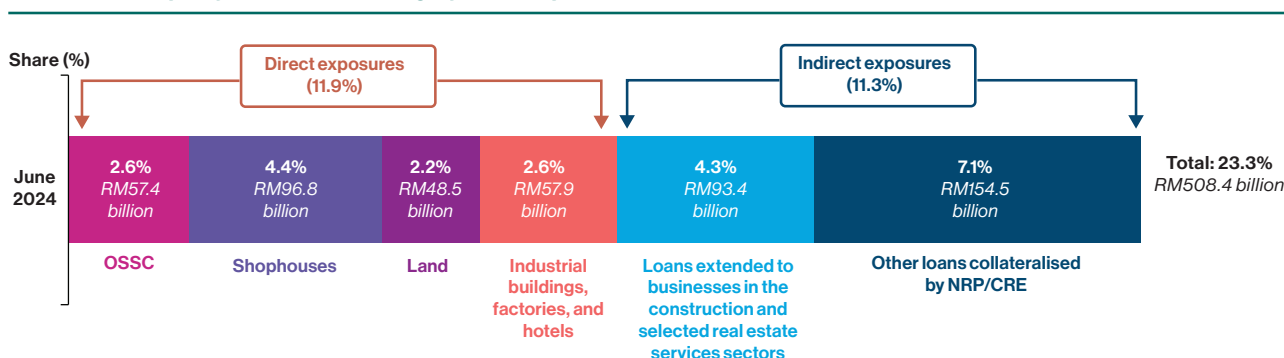 Share (%)
Direct exposures
(11.9%)
Indirect exposures
(11.3%)
June
2024
2.6%
RM57.4
billion
4.4%
RM96.8
billion
2.2%
RM48.5
billion
2.6%
RM57.9
billion
4.3%
RM93.4
billion
7.1%
RM154.5
billion
Total: 23.3%
RM508.4 billion
OSSC
Shophouses
Land
Industrial
buildings,
factories, and
hotels
Loans extended to
businesses in the
construction and
selected real estate
services sectors
Other loans collateralised
by NRP/CRE